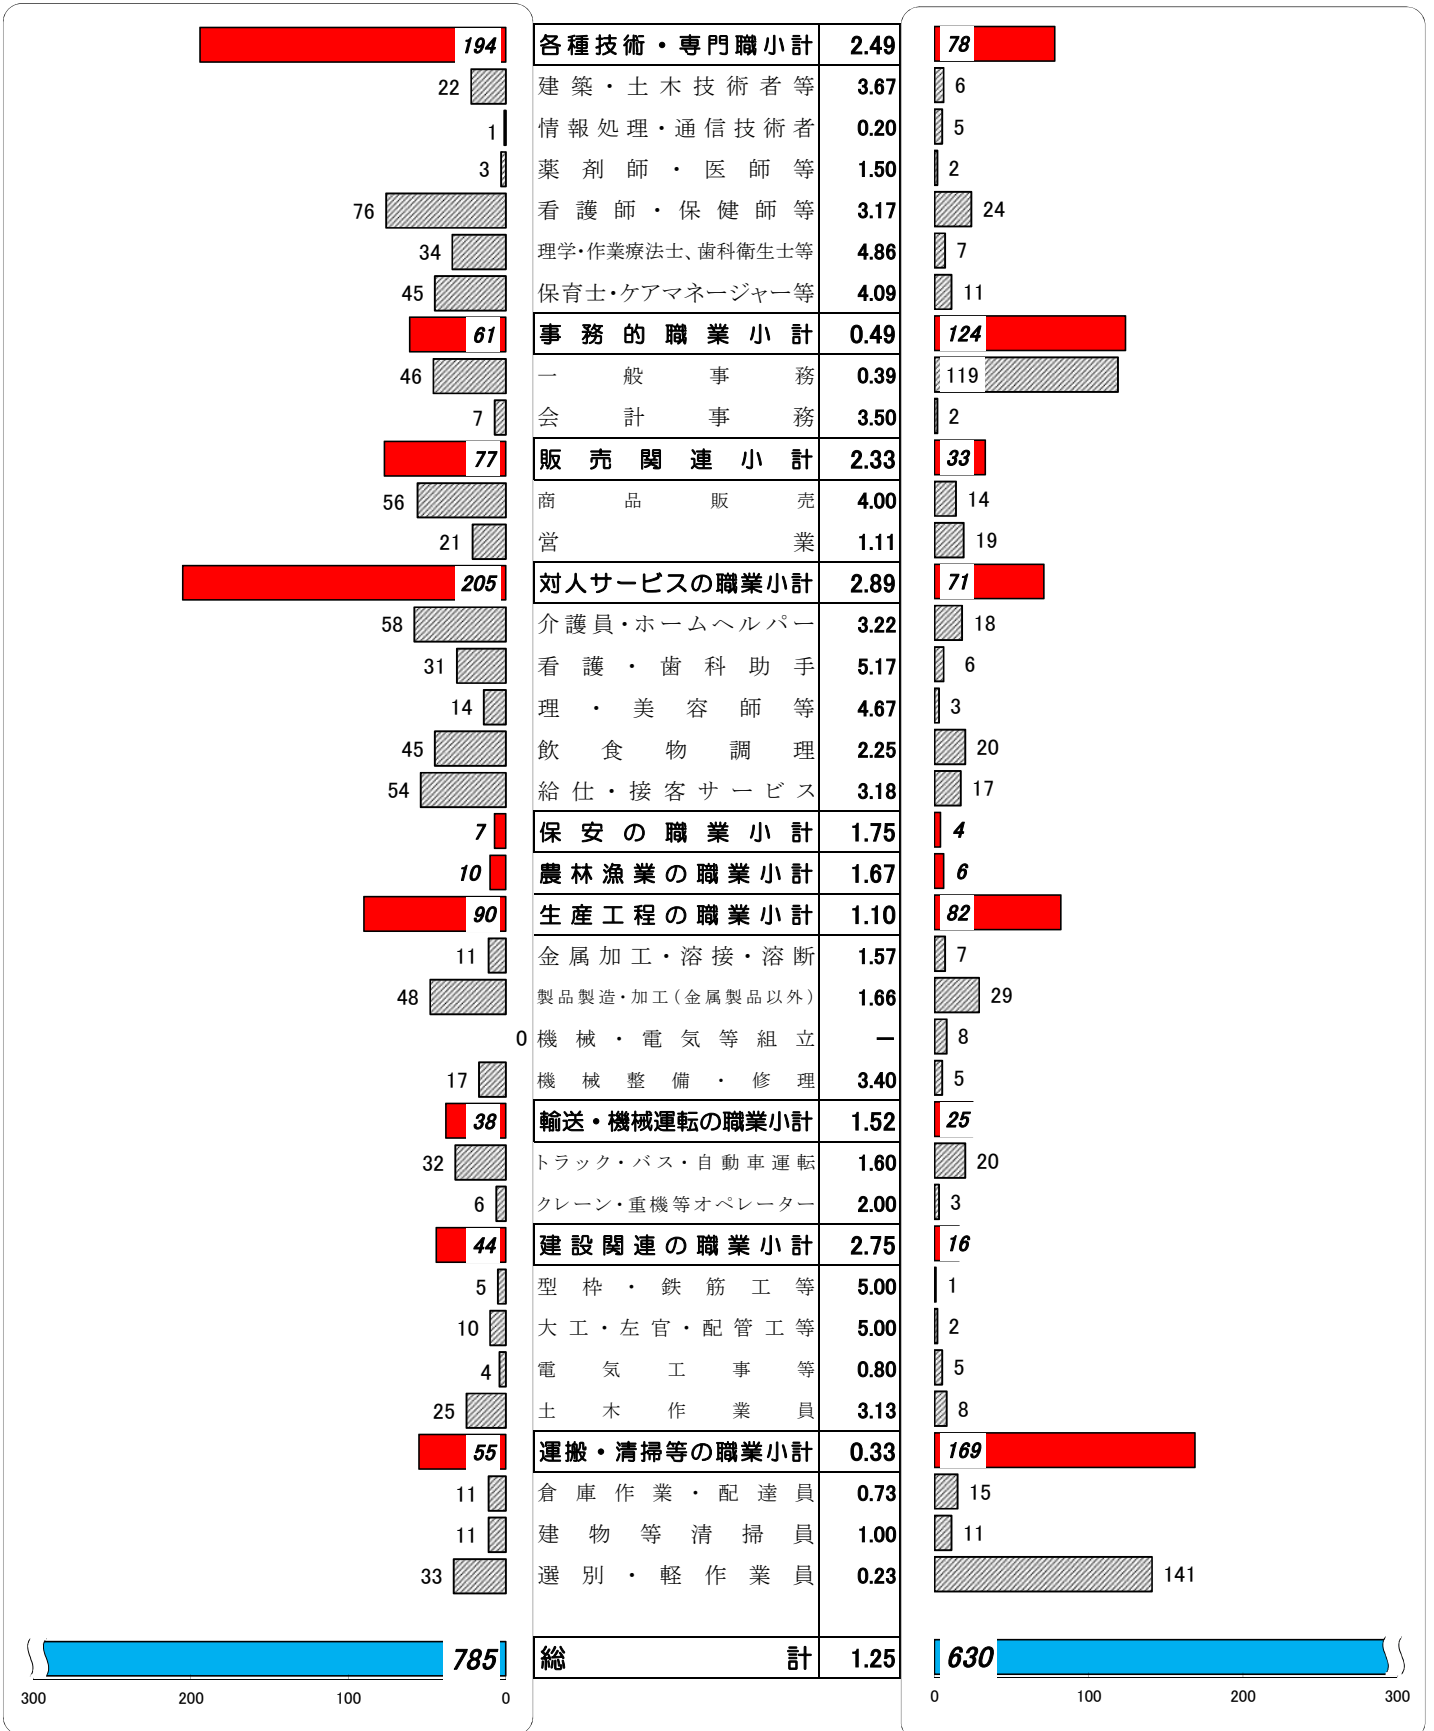 194 各種技術・専門職小計 2.49 78
22 建築・土木技術者等 3.67 6
1 情報処理・通信技術者 0.20 5
3 薬剤師・医師等 1.50 2
76 看護師・保健師等 3.17 24
34 理学・作業療法士、歯科衛生士等 4.86 7
45 保育士・ケアマネージャー等 4.09 11
61 事務的職業小計 0.49 124
46 一般事務 0.39 119
7 会計事務 3.50 2
77 販売関連小計 2.33 33
56 商品販売 4.00 14
21 営業 1.11 19
205 対人サービスの職業小計 2.89 71
58 介護員・ホームヘルパー 3.22 18
31 看護・歯科助手 5.17 6
14 理・美容師等 4.67 3
45 飲食物調理 2.25 20
54 給仕・接客サービス 3.18 17
7 保安の職業小計 1.75 4
10 農林漁業の職業小計 1.67 6
90 生産工程の職業小計 1.10 82
11 金属加工・溶接・溶断 1.57 7
48 製品製造・加工(金属製品以外) 1.66 29
0 機械・電気等組立 ― 8
17 機械整備・修理 3.40 5
38 輸送・機械運転の職業小計 1.52 25
32 トラック・バス・自動車運転 1.60 20
6 クレーン・重機等オペレーター 2.00 3
44 建設関連の職業小計 2.75 16
5 型枠・鉄筋工等 5.00 1
10 大工・左官・配管工等 5.00 2
4 電気工事等 0.80 5
25 土木作業員 3.13 8
55 運搬・清掃等の職業小計 0.33 169
11 倉庫作業・配達員 0.73 15
11 建物等清掃員 1.00 11
33 選別・軽作業員 0.23 141
785 総計 1.25 630
300 200 100 0 0 100 200 300